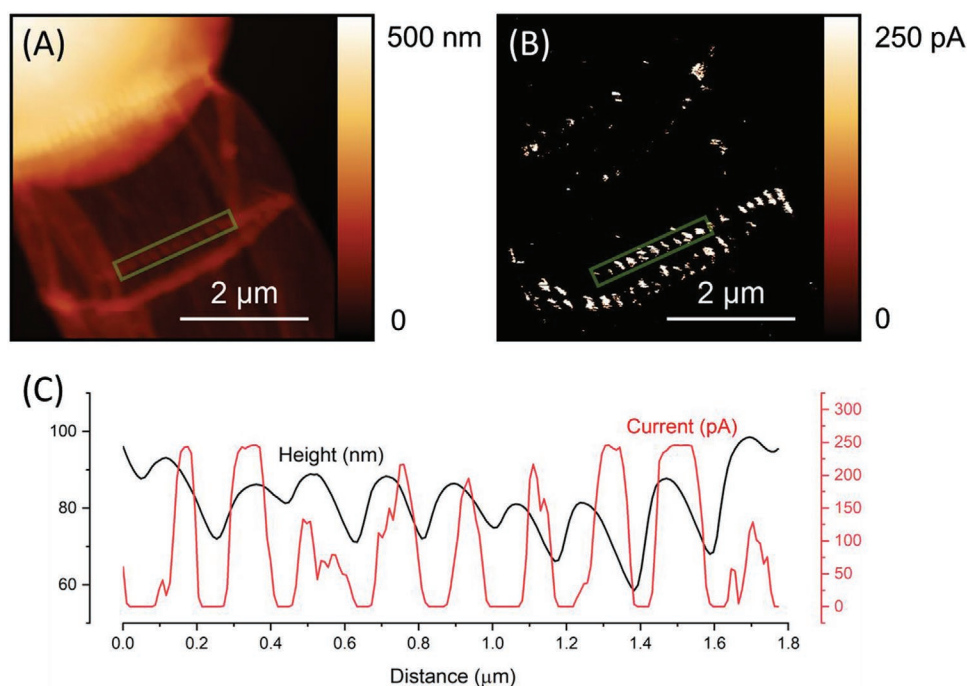 (A)
500 nm
2 µm
0
(B)
250 pA
2 µm
0
(C)
Height (nm)
Current (pA)
100
80
60
300
250
200
150
100
50
0
0.0 0.2 0.4 0.6 0.8 1.0 1.2 1.4 1.6 1.8
Distance (µm)